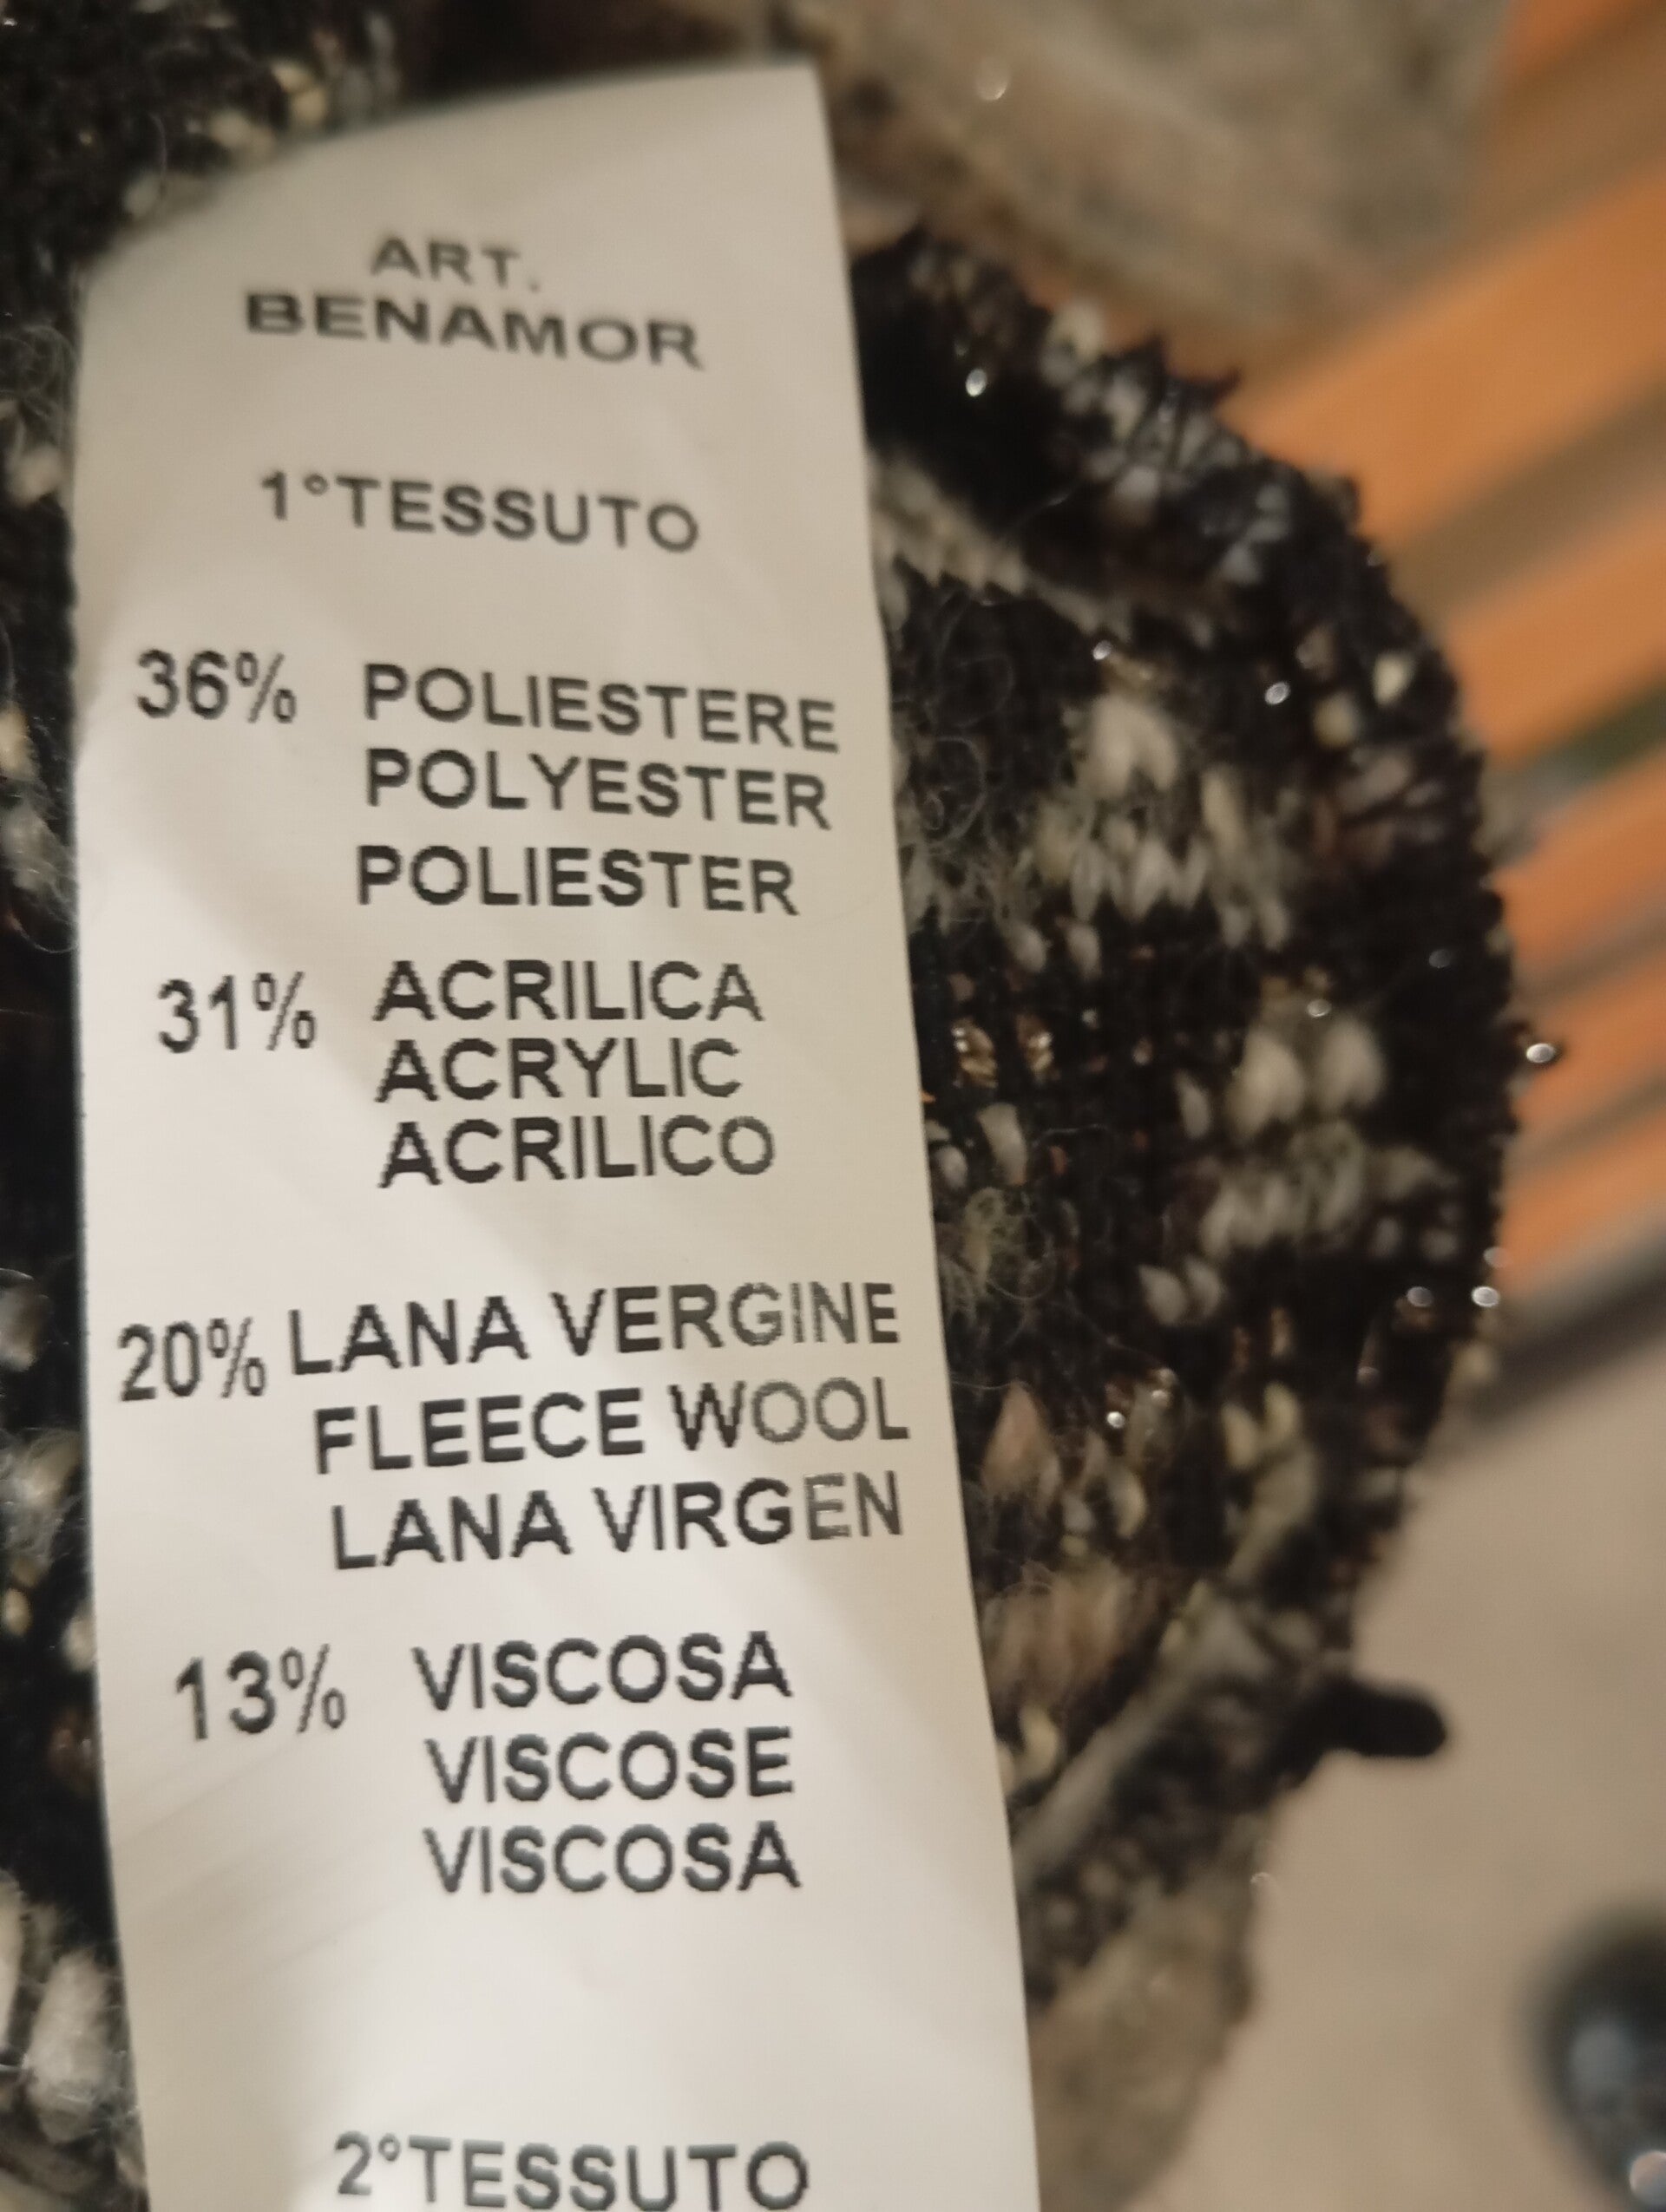 ART.
BENAMOR
1°TESSUTO
36% POLIESTERE
POLYESTER
POLIESTER
31% ACRILICA
ACRYLIC
ACRILICO
20% LANA VERGINE
FLEECE WOOL
LANA VIRGEN
13% VISCOSA
VISCOSE
VISCOSA
2°TESSUTO